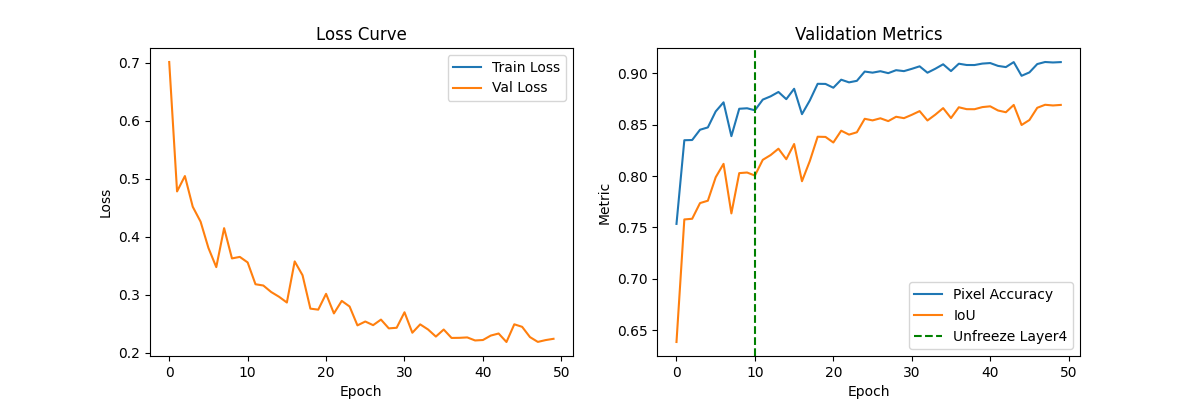 Loss Curve
Train Loss
Val Loss
0.7
0.6
0.5
0.4
0.3
0.2
Loss
0 10 20 30 40 50
Epoch
Validation Metrics
0.90
0.85
0.80
0.75
0.70
0.65
Metric
Pixel Accuracy
IoU
Unfreeze Layer4
0 10 20 30 40 50
Epoch